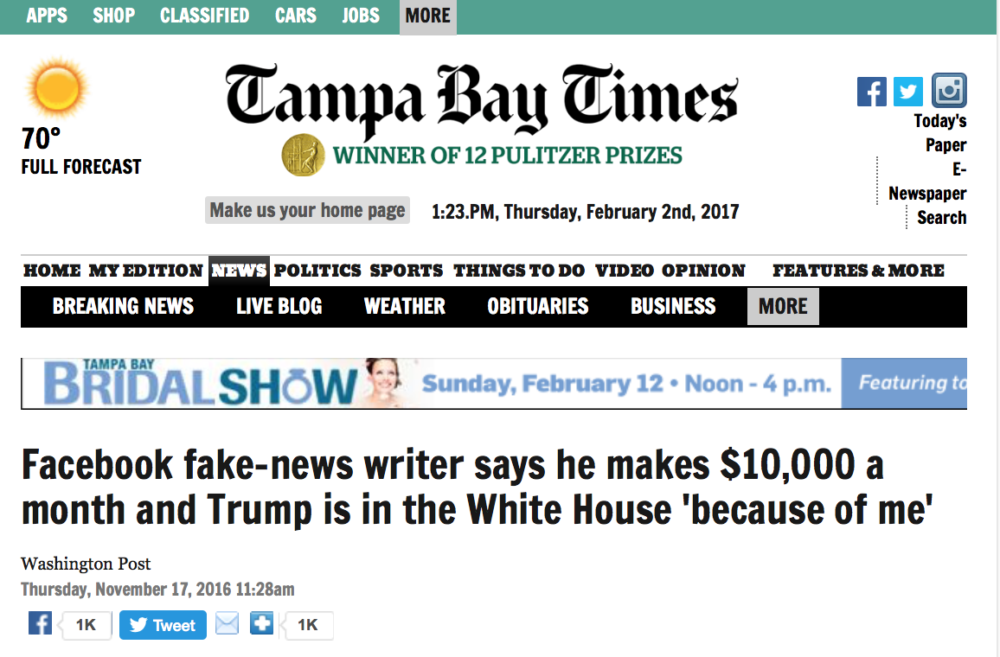 APPS SHOP CLASSIFIED CARS JOBS MORE
Tampa Bay Times
WINNER OF 12 PULITZER PRIZES
70°
FULL FORECAST
Today's
Paper
E-
Newspaper
Search
Make us your home page 1:23.PM, Thursday, February 2nd, 2017
HOME MY EDITION NEWS POLITICS SPORTS THINGS TO DO VIDEO OPINION FEATURES & MORE
BREAKING NEWS LIVE BLOG WEATHER OBITUARIES BUSINESS MORE
TAMPA BAY
BRIDAL SHOW Sunday, February 12 • Noon - 4 p.m. Featuring to
Facebook fake-news writer says he makes $10,000 a
month and Trump is in the White House 'because of me'
Washington Post
Thursday, November 17, 2016 11:28am
1K Tweet 1K